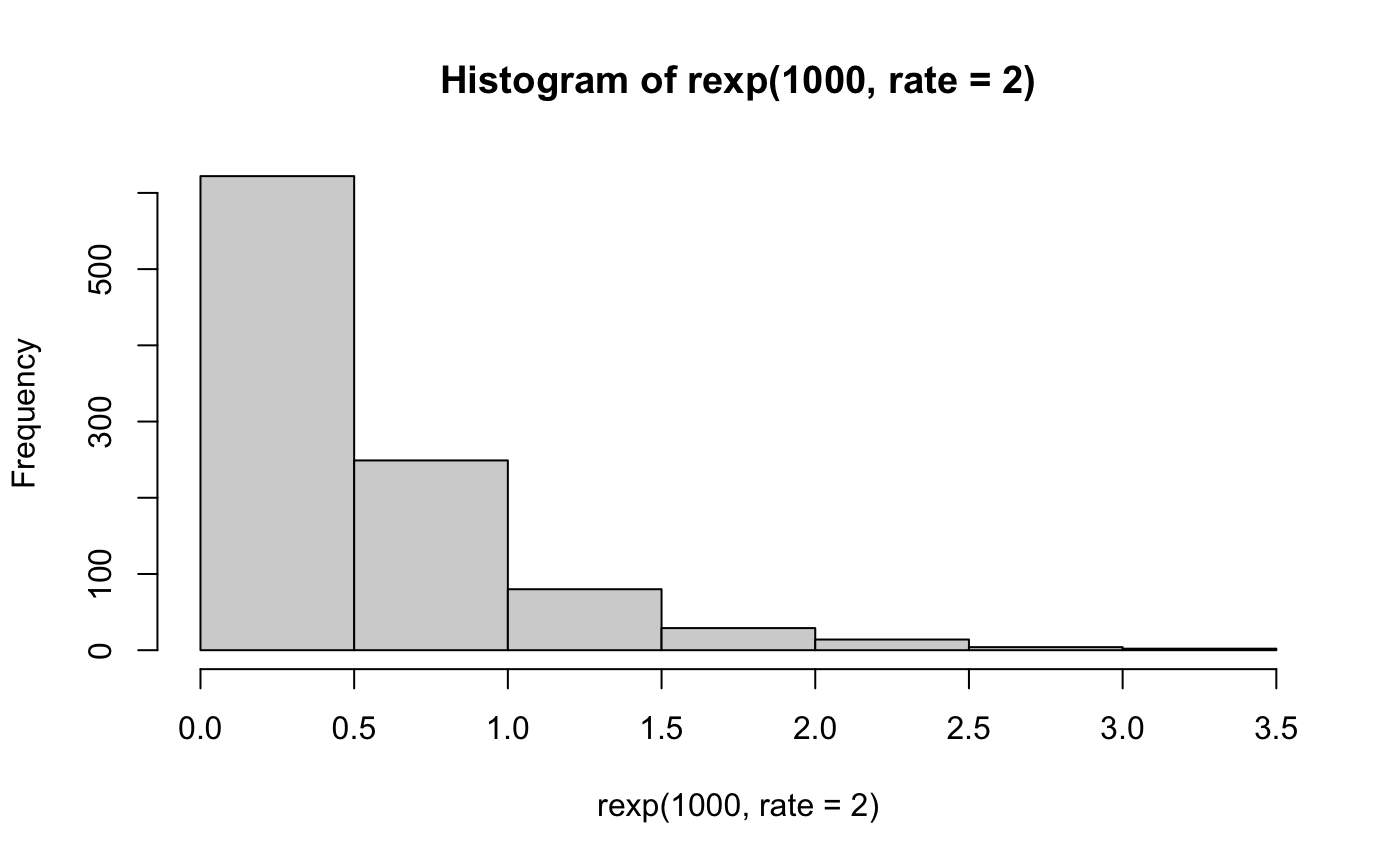 Histogram of rexp(1000, rate = 2)
Frequency
500
300
100
0
0.0 0.5 1.0 1.5 2.0 2.5 3.0 3.5
rexp(1000, rate = 2)